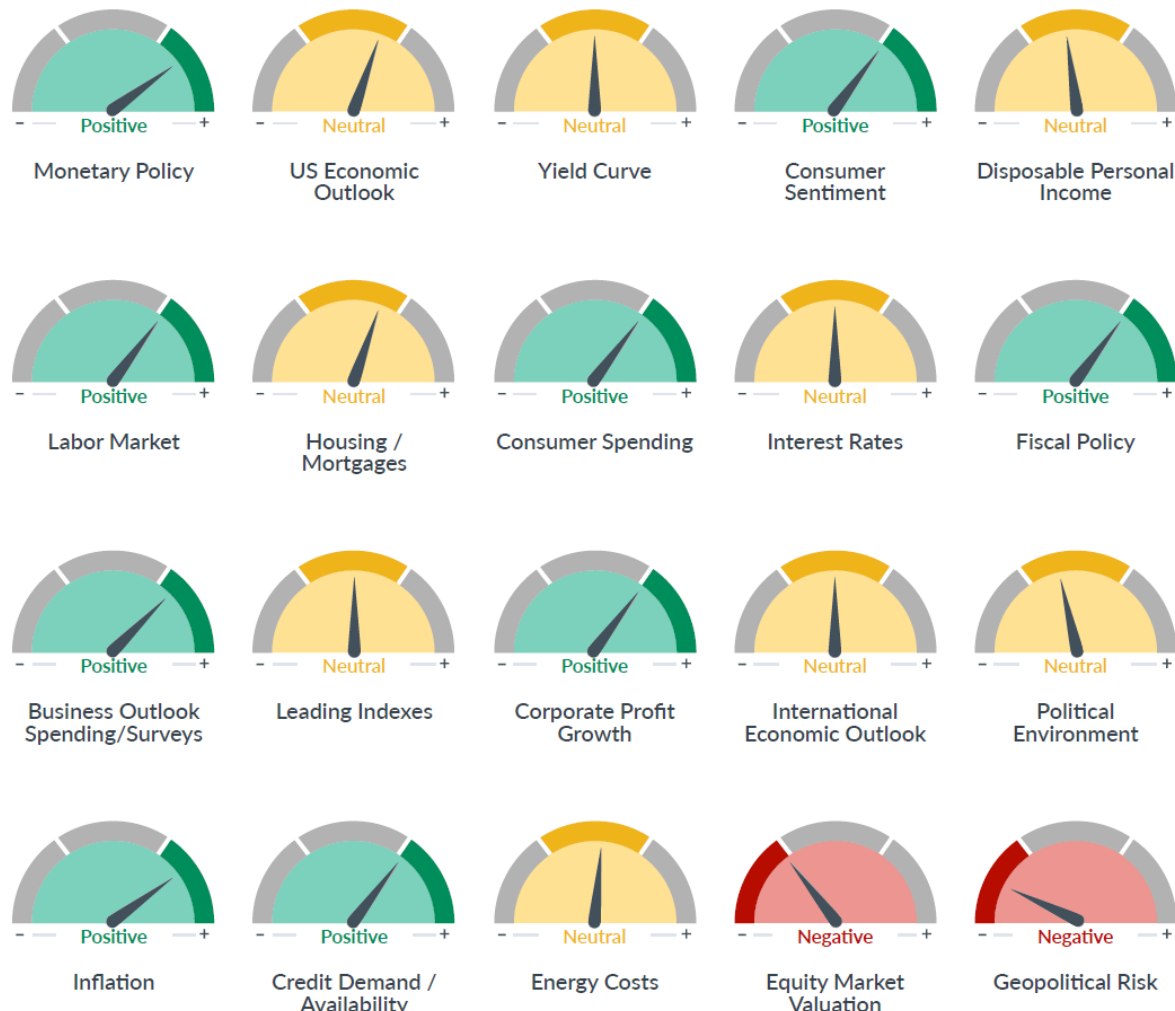 - Positive +
- Neutral +
- Neutral +
- Positive +
- Neutral +
Monetary Policy
US Economic
Outlook
Yield Curve
Consumer
Sentiment
Disposable Personal
Income
- Positive +
- Neutral +
- Positive +
- Neutral +
- Positive +
Labor Market
Housing /
Mortgages
Consumer Spending
Interest Rates
Fiscal Policy
- Positive +
- Neutral +
- Positive +
- Neutral +
- Neutral +
Business Outlook
Spending/Surveys
Leading Indexes
Corporate Profit
Growth
International
Economic Outlook
Political
Environment
- Positive +
- Positive +
- Neutral +
- Negative +
- Negative +
Inflation
Credit Demand /
Availability
Energy Costs
Equity Market
Valuation
Geopolitical Risk